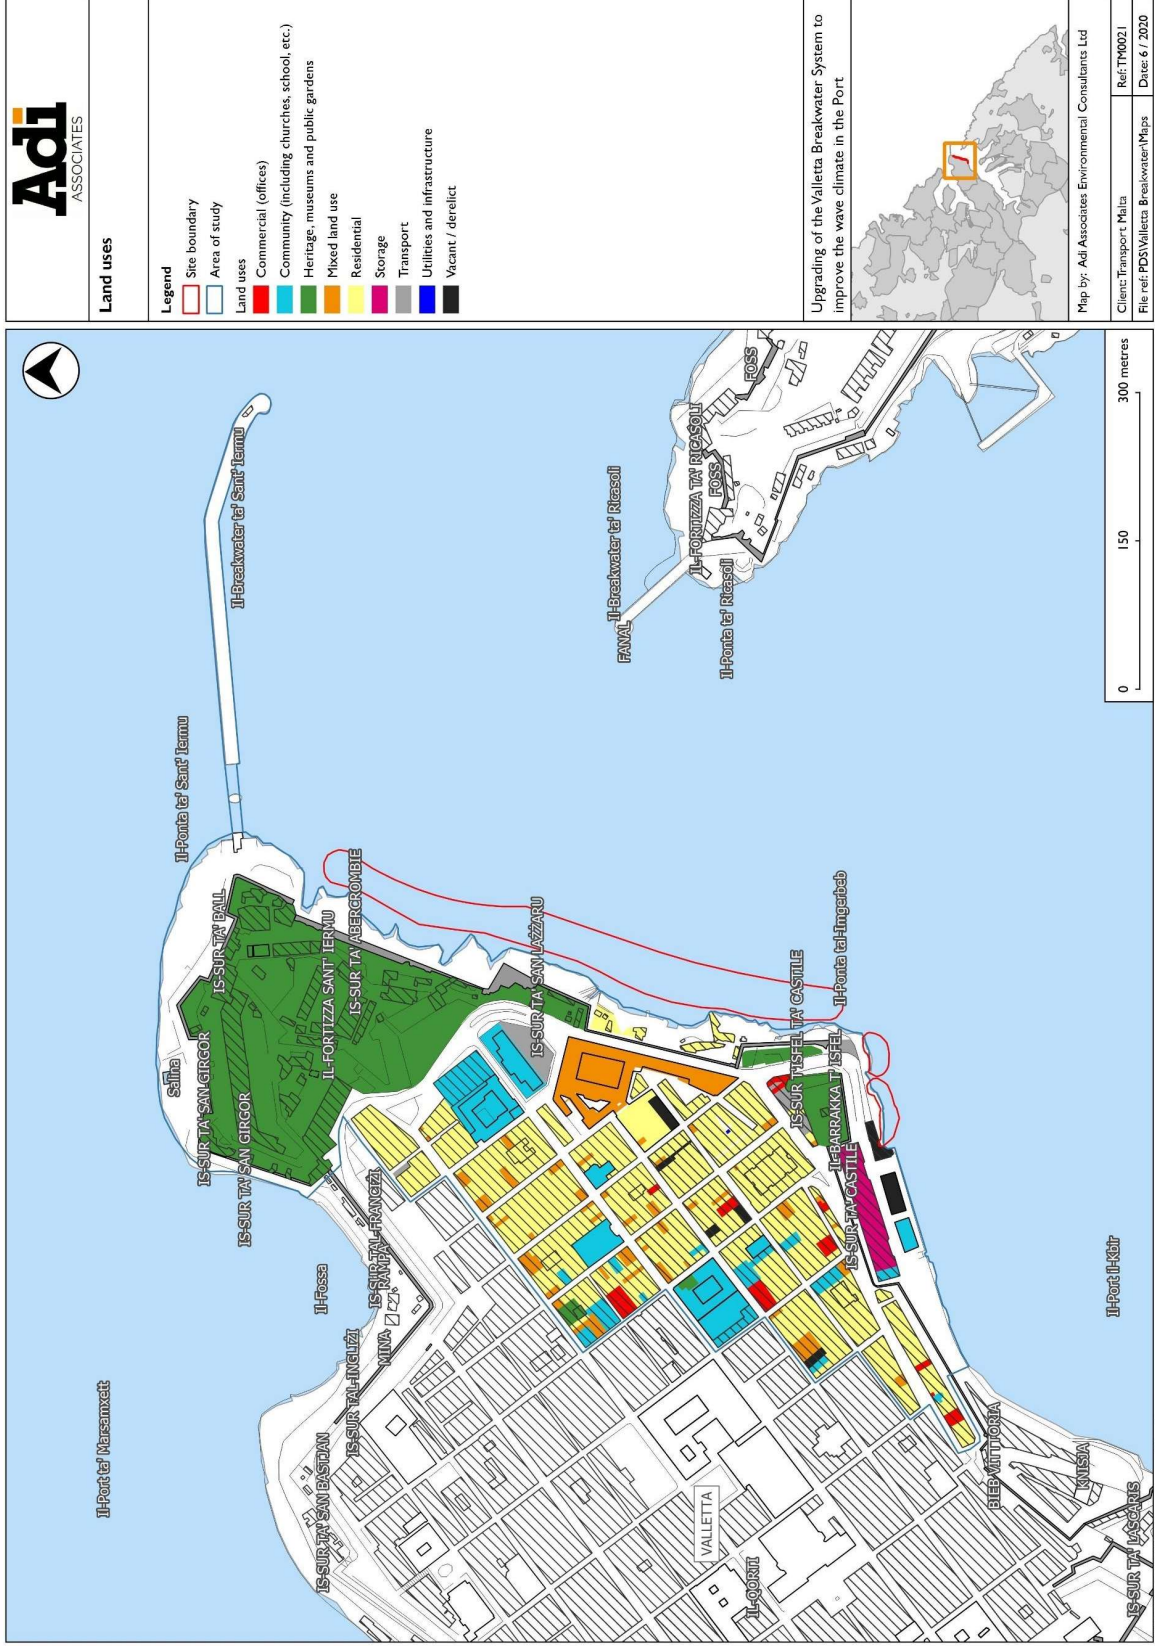 Adi
ASSOCIATES
Land uses
Legend
Site boundary
Area of study
Land uses
Commercial (offices)
Community (including churches, school, etc.)
Heritage, museums and public gardens
Mixed land use
Residential
Storage
Transport
Utilities and infrastructure
Vacant / derelict
Upgrading of the Valletta Breakwater System to
improve the wave climate in the Port
Map by: Adi Associates Environmental Consultants Ltd
Client: Transport Malta
Ref: TM0021
File ref: PDS\Valletta Breakwater\Maps
Date: 6 / 2020
Il-Port ta' Marsamxett
Il-Ponta ta' Sant' Iermu
Il-Breakwater ta' Sant' Iermu
Salina
IS-SUR TA' BALL
IS-SUR TA' SAN GIRGOR
IS-SUR TA' SAN GIRGOR
Il-Fossa
IL-FORTIZZA SANT' IERMU
IS-SUR TA' ABERCROMBIE
IS-SUR TAL-FRANĊIŻI
RAMPA
MINA
IS-SUR TAL-INGLIŻI
IS-SUR TA' SAN BASTJAN
IS-SUR TA' SAN LAŻŻARU
Il-Breakwater ta' Ricasoli
FANAL
IL-FORTIZZA TA' RICASOLI
FOSS
FOSS
Il-Ponta ta' Ricasoli
VALLETTA
IL-QORTI
IS-SUR T'ISFEL TA' CASTILE
IL-BARRAKKA T' ISFEL
IS-SUR TA' CASTILE
Il-Ponta tal-Imgerbeb
BIEB VITTORIA
KNISJA
IS-SUR TA' LASCARIS
Il-Port il-Kbir
0
150
300 metres